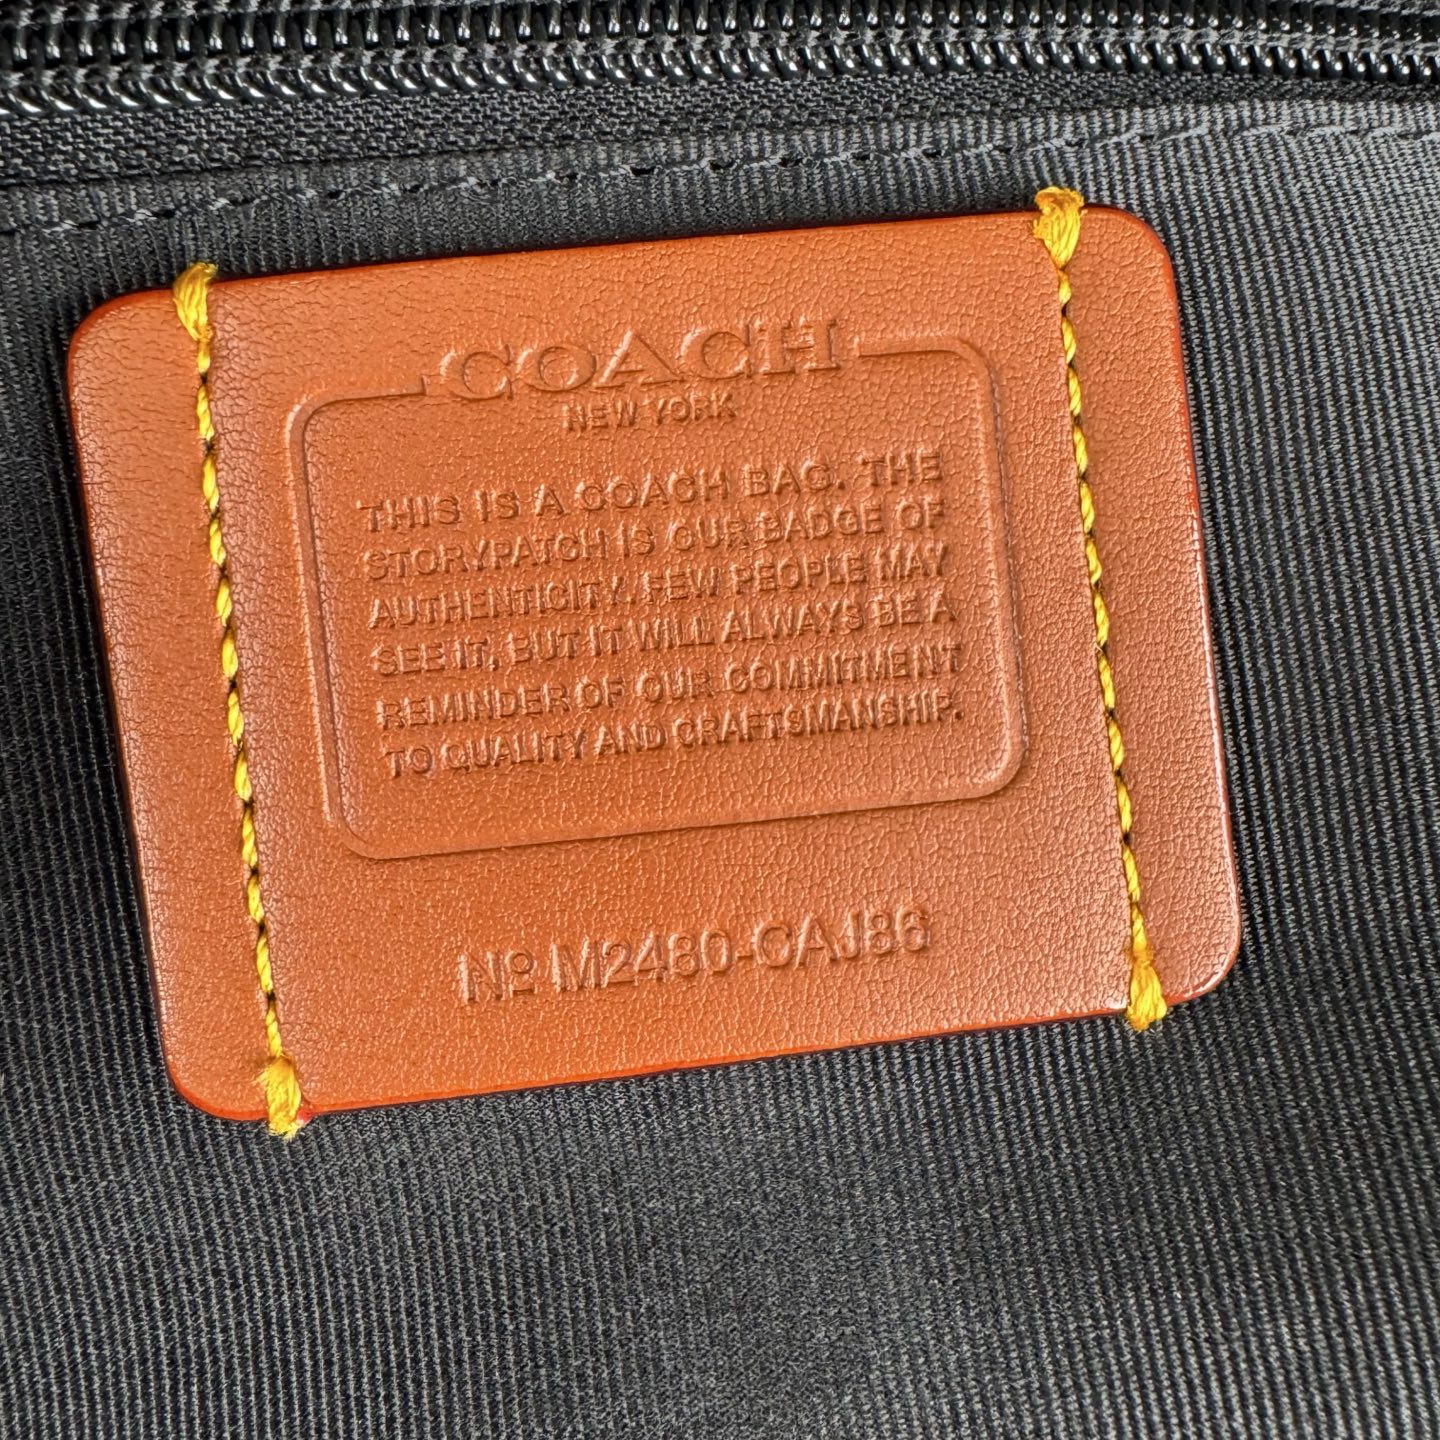 COACH
NEW YORK
THIS IS A COACH BAG. THE
STORYPATCH IS OUR BADGE OF
AUTHENTICITY. FEW PEOPLE MAY
SEE IT, BUT IT WILL ALWAYS BE A
REMINDER OF OUR COMMITMENT
TO QUALITY AND CRAFTSMANSHIP.
Nº M2480-CAJ86